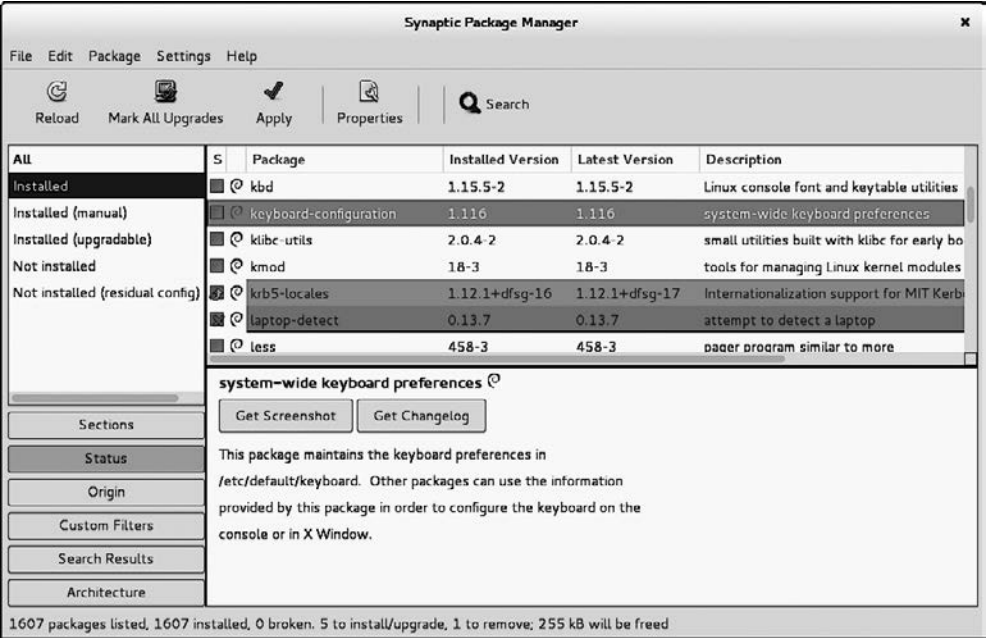 Synaptic Package Manager
File Edit Package Settings Help
Reload Mark All Upgrades Apply Properties Search
All
Installed
Installed (manual)
Installed (upgradable)
Not installed
Not installed (residual config)
S Package Installed Version Latest Version Description
kbd 1.15.5-2 1.15.5-2 Linux console font and keytable utilities
keyboard-configuration 1.116 1.116 system-wide keyboard preferences
klibc-utils 2.0.4-2 2.0.4-2 small utilities built with klibc for early bo
kmod 18-3 18-3 tools for managing Linux kernel modules
krb5-locales 1.12.1+dfsg-16 1.12.1+dfsg-17 Internationalization support for MIT Kerb
laptop-detect 0.13.7 0.13.7 attempt to detect a laptop
less 458-3 458-3 pager program similar to more
Sections
Status
Origin
Custom Filters
Search Results
Architecture
system-wide keyboard preferences
Get Screenshot Get Changelog
This package maintains the keyboard preferences in
/etc/default/keyboard. Other packages can use the information
provided by this package in order to configure the keyboard on the
console or in X Window.
1607 packages listed, 1607 installed, 0 broken. 5 to install/upgrade, 1 to remove; 255 kB will be freed